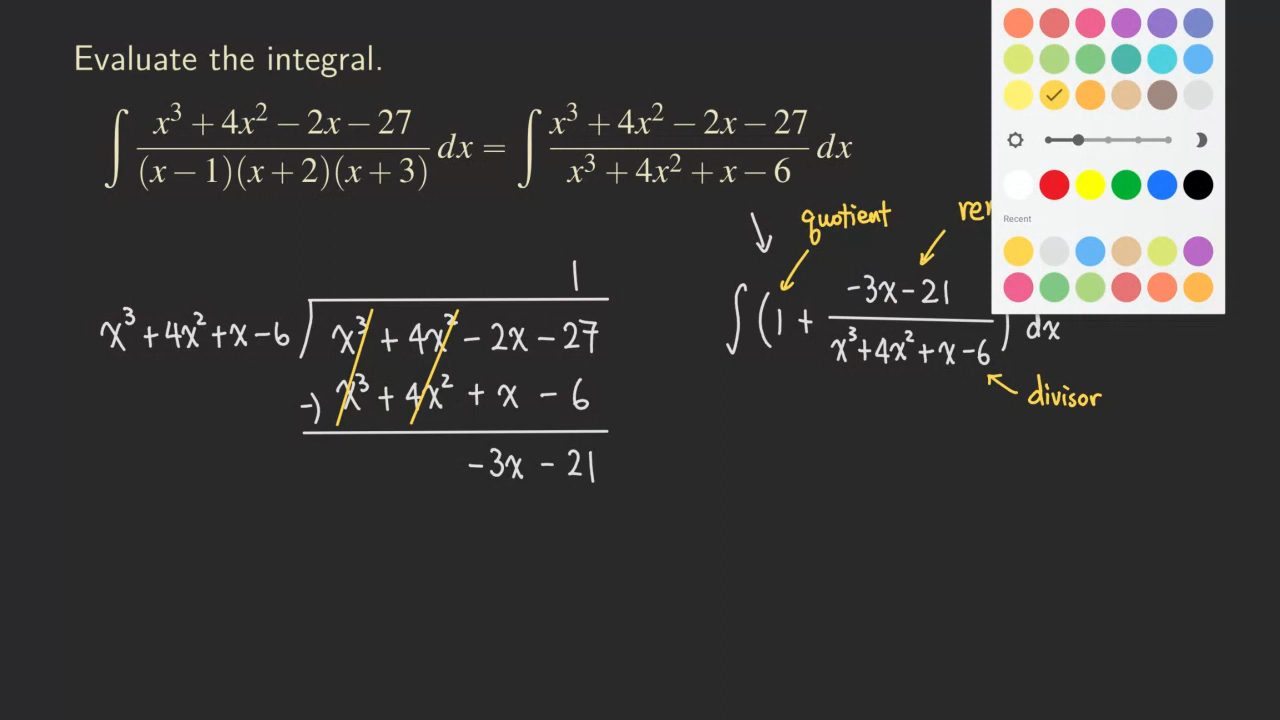 Evaluate the integral.
∫ (x³ + 4x² − 2x − 27)/((x − 1)(x + 2)(x + 3)) dx = ∫ (x³ + 4x² − 2x − 27)/(x³ + 4x² + x − 6) dx
quotient
Recent
1
x³ + 4x² + x − 6 ) x³ + 4x² − 2x − 27
−) x³ + 4x² + x − 6
−3x − 21
∫ (1 + (−3x − 21)/(x³ + 4x² + x − 6)) dx
divisor